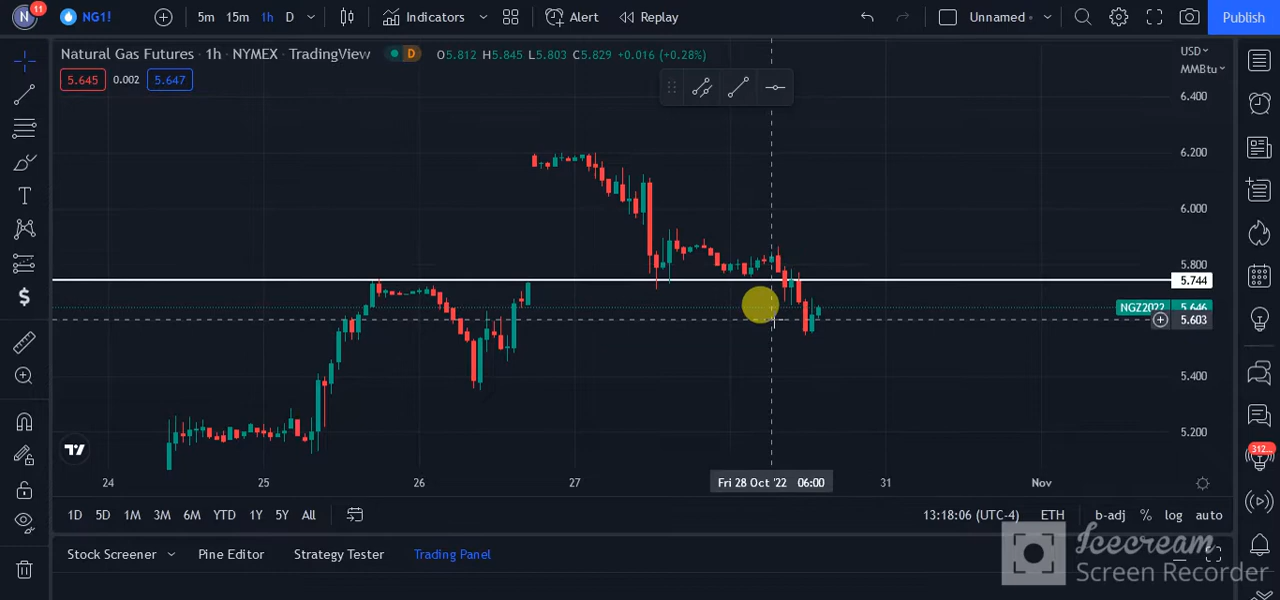 N 11 NG1! 5m 15m 1h D Indicators Alert Replay Unnamed Publish
Natural Gas Futures · 1h · NYMEX · TradingView D O5.812 H5.845 L5.803 C5.829 +0.016 (+0.28%)
USD
MMBtu
5.645 0.002 5.647
6.400
6.200
6.000
5.800
5.744
NGZ2022 5.646
5.603
5.400
5.200
24 25 26 27 Fri 28 Oct '22 06:00 31 Nov
1D 5D 1M 3M 6M YTD 1Y 5Y All 13:18:06 (UTC-4) ETH b-adj % log auto
Stock Screener Pine Editor Strategy Tester Trading Panel
312...
Icecream
Screen Recorder